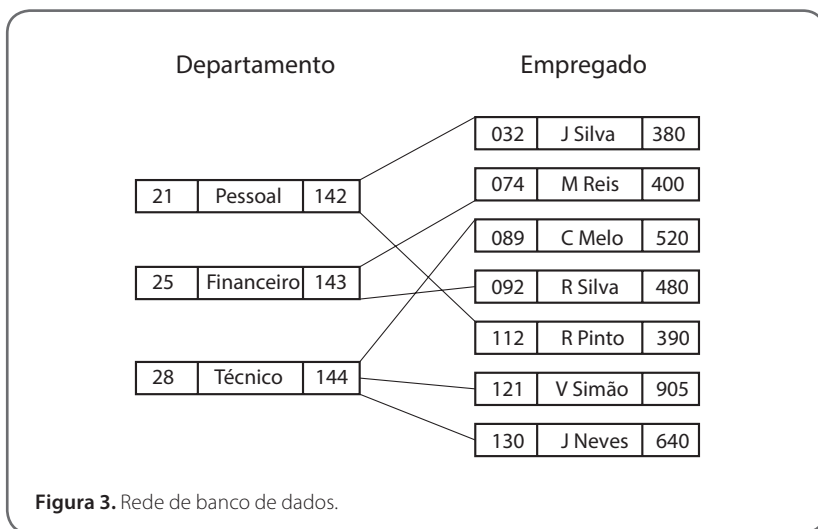 Departamento Empregado
032 J Silva 380
074 M Reis 400
21 Pessoal 142
089 C Melo 520
25 Financeiro 143
092 R Silva 480
112 R Pinto 390
28 Técnico 144
121 V Simão 905
130 J Neves 640
Figura 3. Rede de banco de dados.